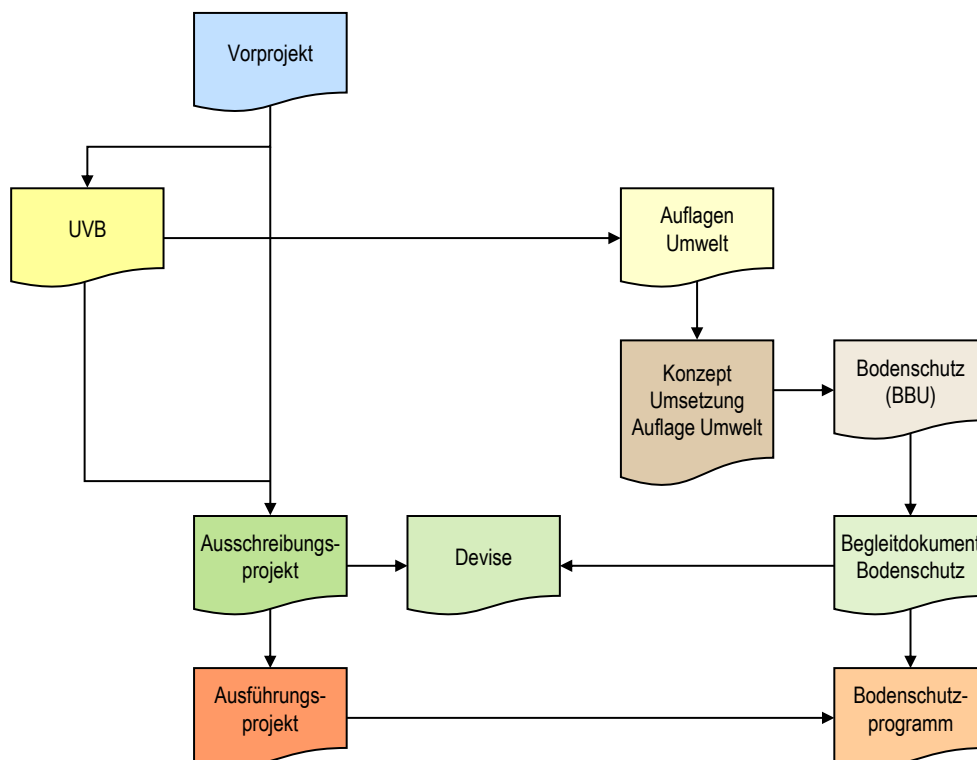 Vorprojekt
UVB
Auflagen
Umwelt
Konzept
Umsetzung
Auflage Umwelt
Bodenschutz
(BBU)
Ausschreibungs-
projekt
Devise
Begleitdokument
Bodenschutz
Ausführungs-
projekt
Bodenschutz-
programm